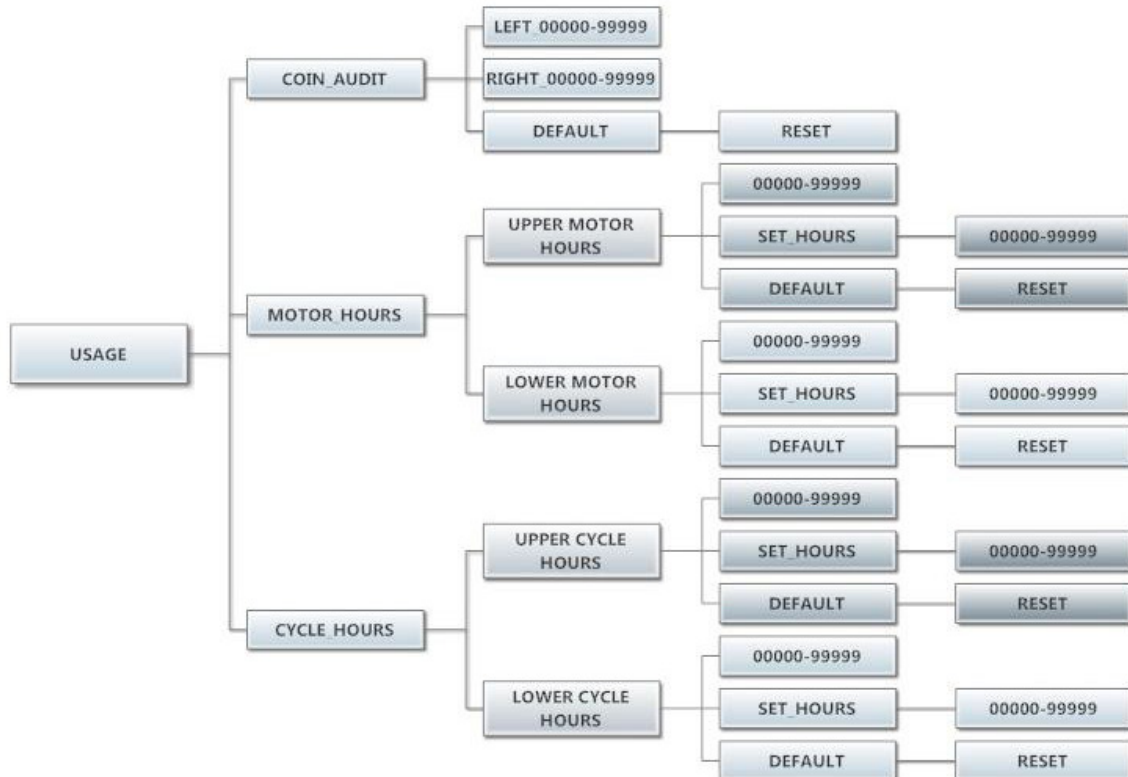 LEFT_00000-99999
COIN_AUDIT
RIGHT_00000-99999
DEFAULT
RESET
00000-99999
UPPER MOTOR
HOURS
SET_HOURS
00000-99999
DEFAULT
RESET
MOTOR_HOURS
00000-99999
USAGE
LOWER MOTOR
HOURS
SET_HOURS
00000-99999
DEFAULT
RESET
00000-99999
UPPER CYCLE
HOURS
SET_HOURS
00000-99999
DEFAULT
RESET
CYCLE_HOURS
00000-99999
LOWER CYCLE
HOURS
SET_HOURS
00000-99999
DEFAULT
RESET